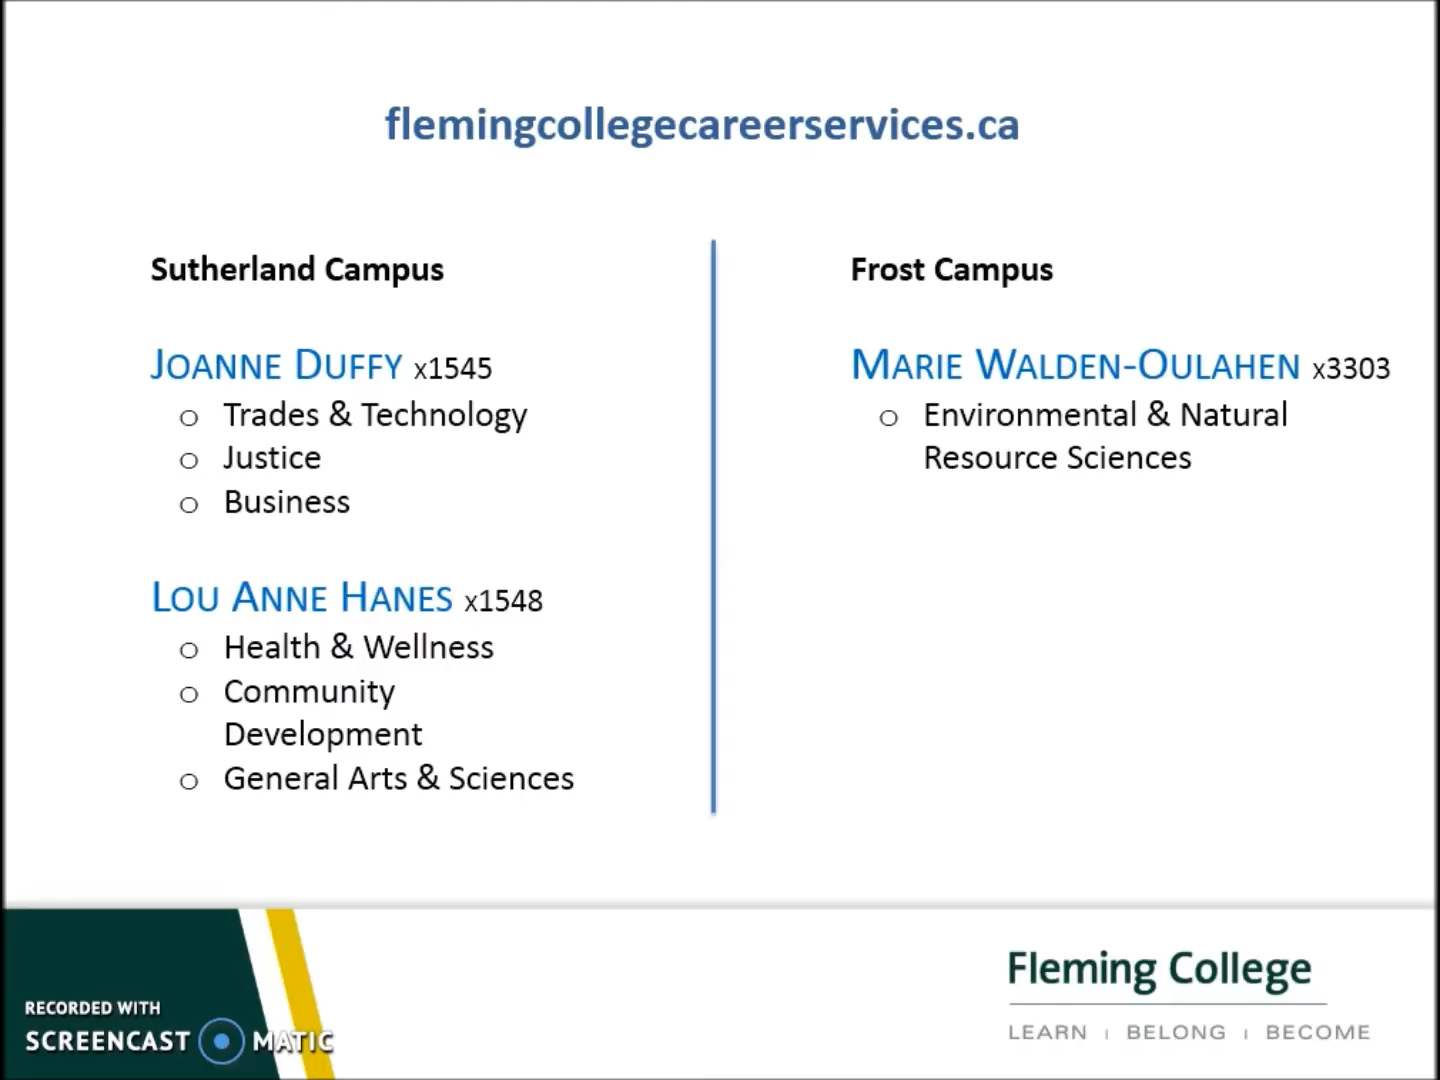 flemingcollegecareerservices.ca
Sutherland Campus
JOANNE DUFFY x1545
o Trades & Technology
o Justice
o Business
LOU ANNE HANES x1548
o Health & Wellness
o Community
Development
o General Arts & Sciences
Frost Campus
MARIE WALDEN-OULAHEN x3303
o Environmental & Natural
Resource Sciences
RECORDED WITH
SCREENCAST MATIC
Fleming College
LEARN | BELONG | BECOME